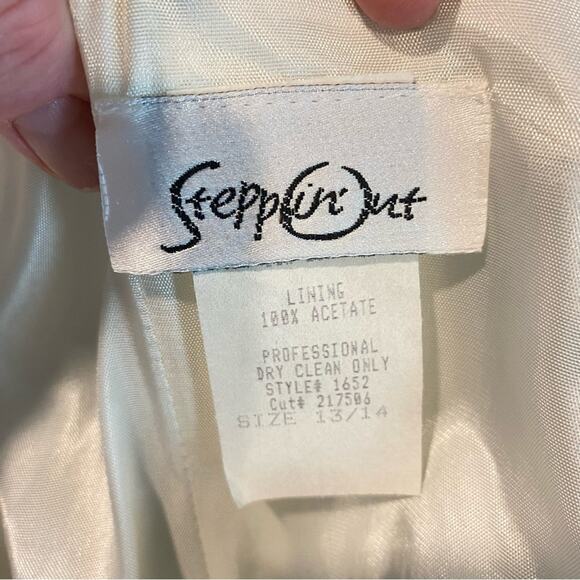 Steppin' Out
LINING
100% ACETATE
PROFESSIONAL
DRY CLEAN ONLY
STYLE# 1652
Cut# 217506
SIZE 13/14